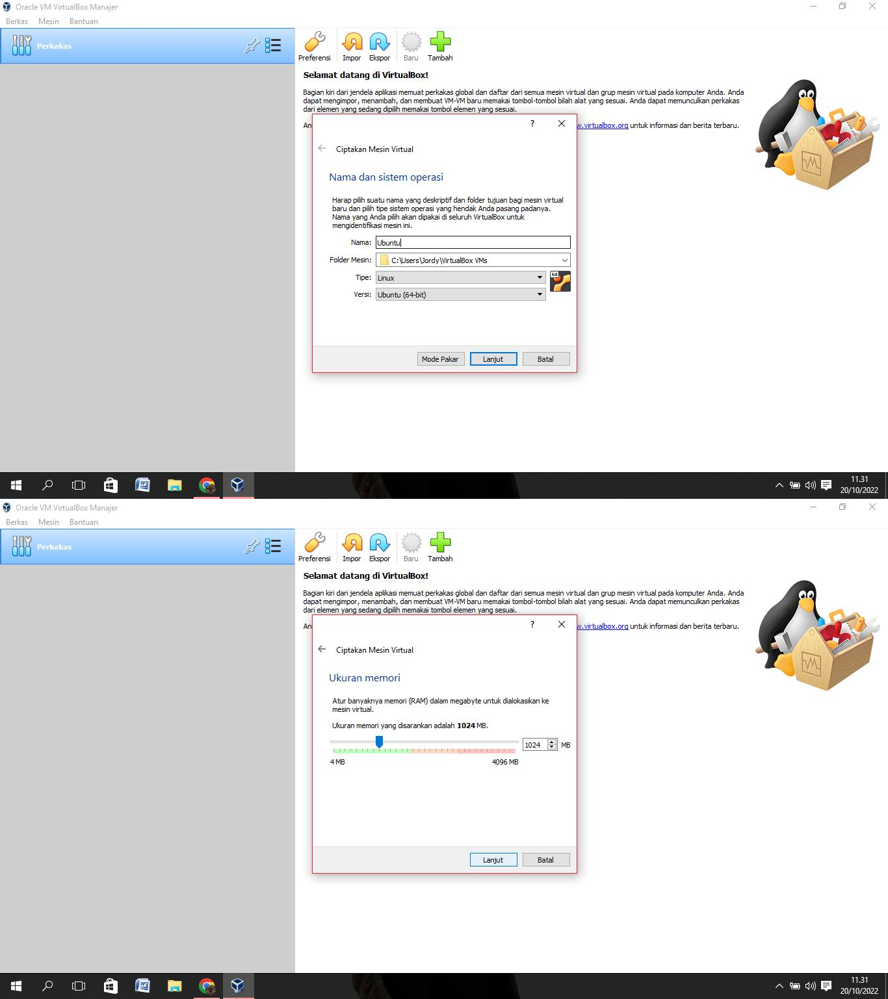 Oracle VM VirtualBox Manajer
Berkas Mesin Bantuan
Perkakas
Preferensi Impor Ekspor Baru Tambah
Selamat datang di VirtualBox!
Bagian kiri dari jendela aplikasi memuat perkakas global dan daftar dari semua mesin virtual dan grup mesin virtual pada komputer Anda. Anda
dapat mengimpor, menambah, dan membuat VM-VM baru memakai tombol-tombol bilah alat yang sesuai. Anda dapat memunculkan perkakas
dari elemen yang sedang dipilih memakai tombol elemen yang sesuai.
An w.virtualbox.org untuk informasi dan berita terbaru.
?
Ciptakan Mesin Virtual
Nama dan sistem operasi
Harap pilih suatu nama yang deskriptif dan folder tujuan bagi mesin virtual
baru dan pilih tipe sistem operasi yang hendak Anda pasang padanya.
Nama yang Anda pilih akan dipakai di seluruh VirtualBox untuk
mengidentifikasi mesin ini.
Nama: Ubuntu
Folder Mesin: C:\Users\Jordy\VirtualBox VMs
Tipe: Linux
64
Versi: Ubuntu (64-bit)
Mode Pakar Lanjut Batal
11.31
20/10/2022
Oracle VM VirtualBox Manajer
Berkas Mesin Bantuan
Perkakas
Preferensi Impor Ekspor Baru Tambah
Selamat datang di VirtualBox!
Bagian kiri dari jendela aplikasi memuat perkakas global dan daftar dari semua mesin virtual dan grup mesin virtual pada komputer Anda. Anda
dapat mengimpor, menambah, dan membuat VM-VM baru memakai tombol-tombol bilah alat yang sesuai. Anda dapat memunculkan perkakas
dari elemen yang sedang dipilih memakai tombol elemen yang sesuai.
An w.virtualbox.org untuk informasi dan berita terbaru.
?
Ciptakan Mesin Virtual
Ukuran memori
Atur banyaknya memori (RAM) dalam megabyte untuk dialokasikan ke
mesin virtual.
Ukuran memori yang disarankan adalah 1024 MB.
1024 MB
4 MB 4096 MB
Lanjut Batal
11.31
20/10/2022